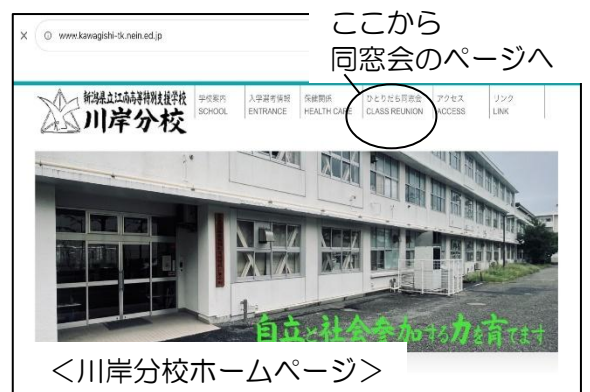 ここから
同窓会のページへ
www.kawagishi-tk.nein.ed.jp
新潟県立江南高等特別支援学校
川岸分校
学校案内
SCHOOL
入学選考情報
ENTRANCE
保健関係
HEALTH CARE
ひとりだち同窓会
CLASS REUNION
アクセス
ACCESS
リンク
LINK
自立と社会参加する力を育てます
<川岸分校ホームページ>